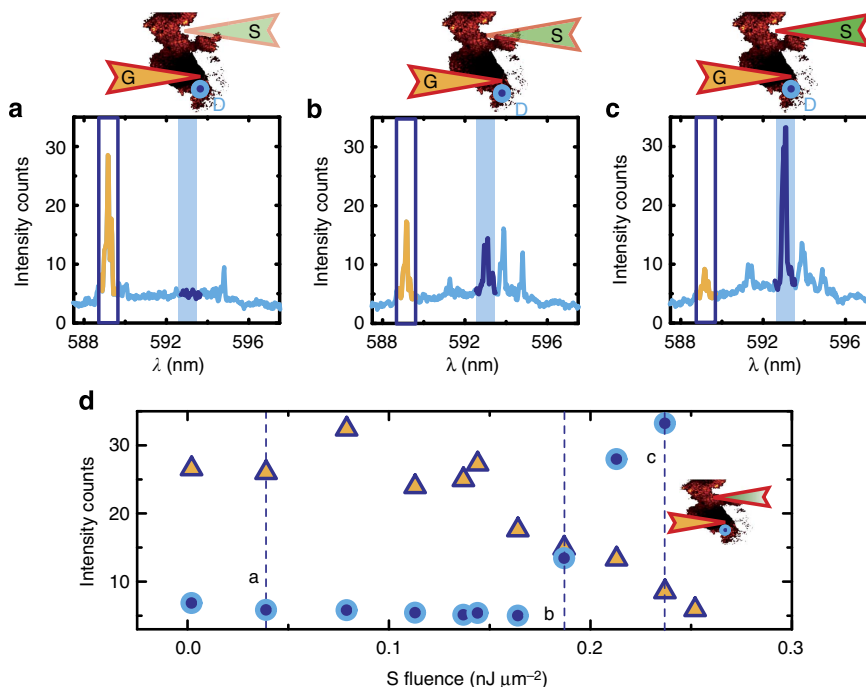 S
G
D
a
Intensity counts
30
20
10
0
588
592
596
λ (nm)
S
G
D
b
Intensity counts
30
20
10
0
588
592
596
λ (nm)
S
G
D
c
Intensity counts
30
20
10
0
588
592
596
λ (nm)
d
Intensity counts
30
20
10
a
b
c
0.0
0.1
0.2
0.3
S fluence (nJ μm⁻²)